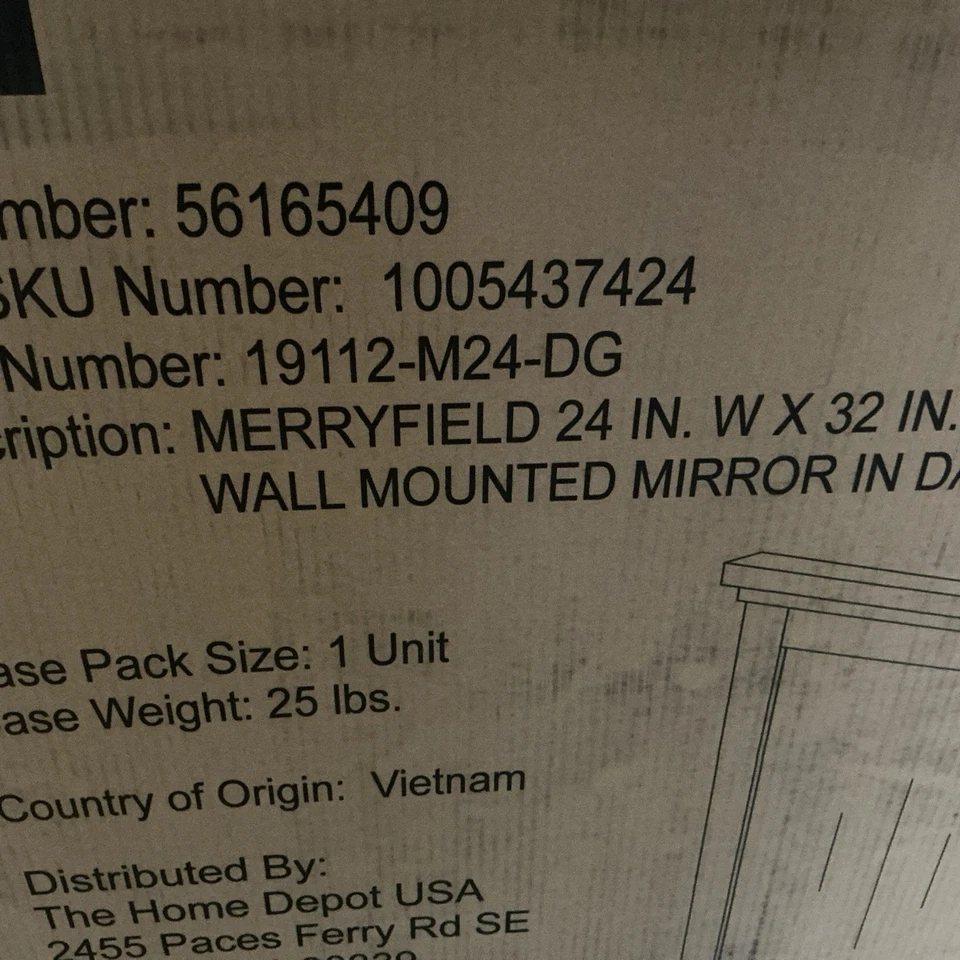 mber: 56165409
SKU Number: 1005437424
Number: 19112-M24-DG
ription: MERRYFIELD 24 IN. W X 32 IN.
WALL MOUNTED MIRROR IN DA
ase Pack Size: 1 Unit
ase Weight: 25 lbs.
Country of Origin: Vietnam
Distributed By:
The Home Depot USA
2455 Paces Ferry Rd SE